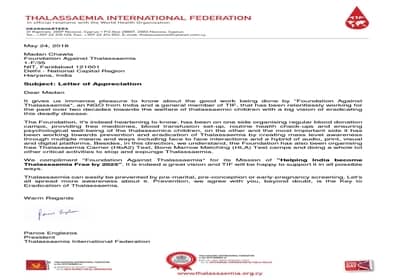 THALASSAEMIA INTERNATIONAL FEDERATION
In official relations with the World Health Organization
HEADQUARTERS
May 24, 2018
Madan Chawla
Foundation Against Thalassaemia
NIT, Faridabad 121001
Delhi - National Capital Region
Haryana, India
Subject: Letter of Appreciation
Dear Madan
It gives us immense pleasure to know about the good work being done by "Foundation Against
Thalassaemia", an NGO from India and a general member of TIF, that has been relentlessly working for
the past over two decades towards the welfare of thalassaemic children with a big vision of eradicating
this deadly disease.
The Foundation, it's indeed heartening to know, has been on one side organising regular blood donation
camps, providing free medicines, blood transfusion set-up, routine health check-ups and ensuring
psychological well-being of the thalassaemia children, on the other and the most important side it has
been working towards prevention and eradication of Thalassaemia by creating mass level awareness
through multiple means and ways including face to face interactions and a hybrid of audio, print, visual
and digital platforms. Besides, in this direction, we understand, the Foundation has also been organising
free Thalassaemia Carrier (HbA2) Test, Bone Marrow Matching (HLA) Test camps and doing a whole lot
other critical activities to stop and expunge Thalassaemia.
We compliment "Foundation Against Thalassaemia" for its Mission of "Helping India become
Thalassaemia Free by 2025". It is indeed a great vision and TIF would be happy to support it in all possible
ways.
Thalassaemia can easily be prevented by pre-marital, pre-conception or early-pregnancy screening. Let's
all spread more awareness about it. Prevention, we agree with you, beyond doubt, is the Key to
Eradication of Thalassaemia.
Warm Regards
Panos Englezos
President
Thalassaemia International Federation
www.thalassaemia.org.cy